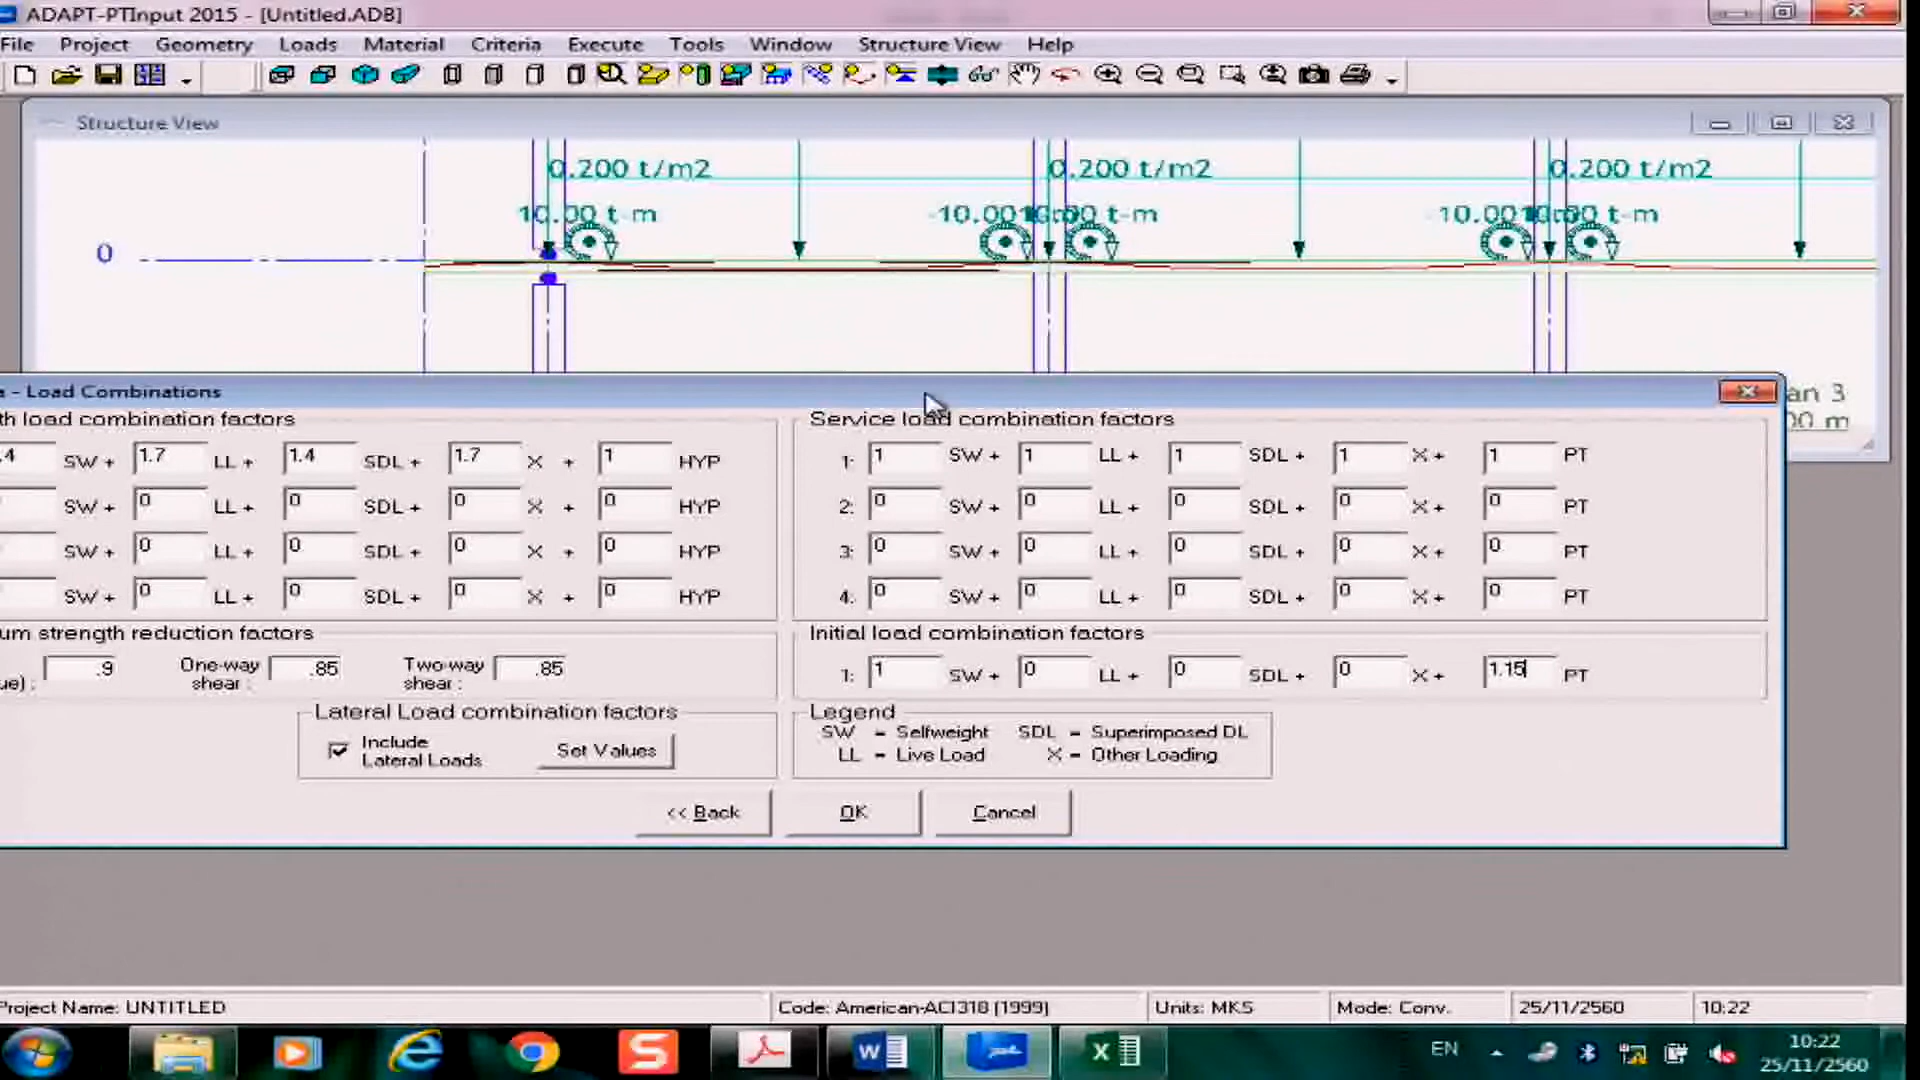 ADAPT-PTInput 2015 - [Untitled.ADB]
File Project Geometry Loads Material Criteria Execute Tools Window Structure View Help
Structure View
0.200 t/m2 0.200 t/m2 0.200 t/m2
10.00 t-m -10.00 t-m -10.00 t-m
0
an 3
00 m
a - Load Combinations
th load combination factors
.4 SW + 1.7 LL + 1.4 SDL + 1.7 X + 1 HYP
SW + 0 LL + 0 SDL + 0 X + 0 HYP
SW + 0 LL + 0 SDL + 0 X + 0 HYP
SW + 0 LL + 0 SDL + 0 X + 0 HYP
Service load combination factors
1: 1 SW + 1 LL + 1 SDL + 1 X + 1 PT
2: 0 SW + 0 LL + 0 SDL + 0 X + 0 PT
3: 0 SW + 0 LL + 0 SDL + 0 X + 0 PT
4: 0 SW + 0 LL + 0 SDL + 0 X + 0 PT
um strength reduction factors
ue) : .9 One-way shear : .85 Two-way shear : .85
Initial load combination factors
1: 1 SW + 0 LL + 0 SDL + 0 X + 1.15 PT
Lateral Load combination factors
Include
Lateral Loads
Set Values
Legend
SW = Selfweight SDL = Superimposed DL
LL = Live Load X = Other Loading
<< Back OK Cancel
Project Name: UNTITLED Code: American-ACI318 (1999) Units: MKS Mode: Conv. 25/11/2560 10:22
EN
10:22
25/11/2560